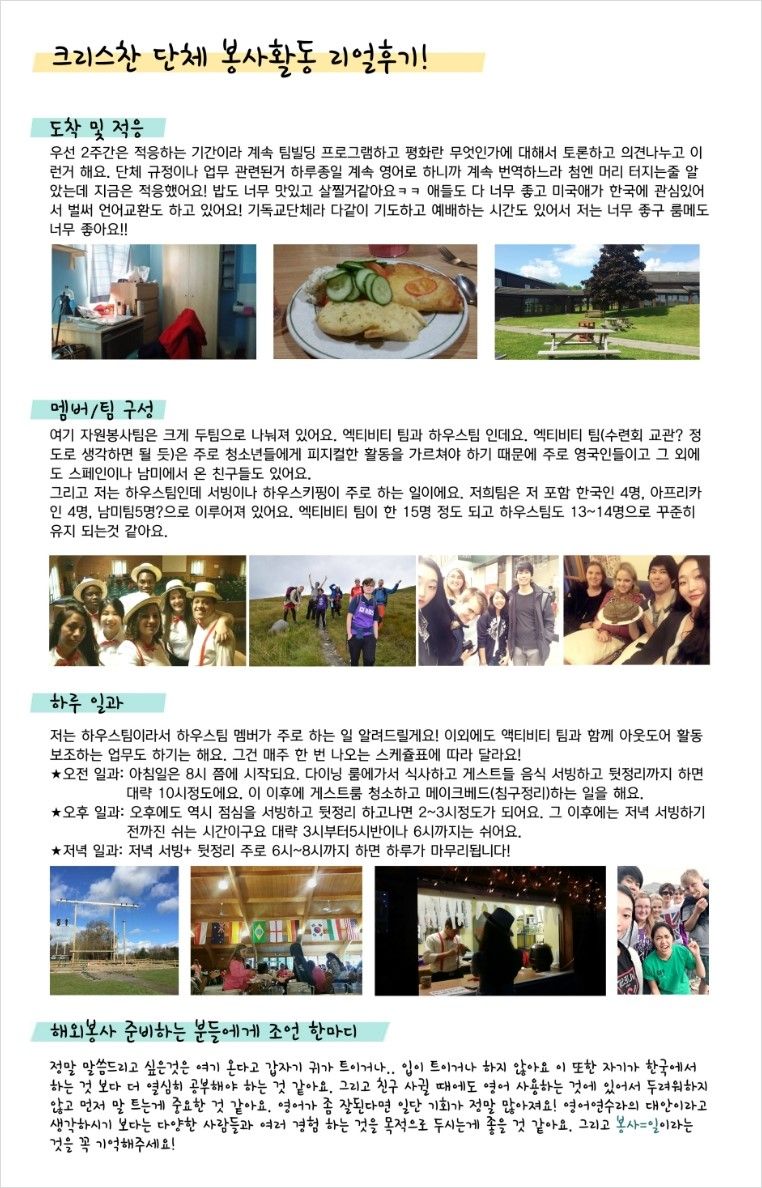 크리스찬 단체 봉사활동 리얼후기!
도착 및 적응
우선 2주간은 적응하는 기간이라 계속 팀빌딩 프로그램하고 평화란 무엇인가에 대해서 토론하고 의견나누고 이
런거 해요. 단체 규정이나 업무 관련된거 하루종일 계속 영어로 하니까 계속 번역하느라 첨엔 머리 터지는줄 알
았는데 지금은 적응했어요! 밥도 너무 맛있고 살찔거같아요ㅋㅋ 애들도 다 너무 좋고 미국애가 한국에 관심있어
서 벌써 언어교환도 하고 있어요! 기독교단체라 다같이 기도하고 예배하는 시간도 있어서 저는 너무 좋구 룸메도
너무 좋아요!!
멤버/팀 구성
여기 자원봉사팀은 크게 두팀으로 나눠져 있어요. 엑티비티 팀과 하우스팀 인데요. 엑티비티 팀(수련회 교관? 정
도로 생각하면 될 듯)은 주로 청소년들에게 피지컬한 활동을 가르쳐야 하기 때문에 주로 영국인들이고 그 외에
도 스페인이나 남미에서 온 친구들도 있어요.
그리고 저는 하우스팀인데 서빙이나 하우스키핑이 주로 하는 일이에요. 저희팀은 저 포함 한국인 4명, 아프리카
인 4명, 남미팀5명?으로 이루어져 있어요. 엑티비티 팀이 한 15명 정도 되고 하우스팀도 13~14명으로 꾸준히
유지 되는것 같아요.
하루 일과
저는 하우스팀이라서 하우스팀 멤버가 주로 하는 일 알려드릴게요! 이외에도 액티비티 팀과 함께 아웃도어 활동
보조하는 업무도 하기는 해요. 그건 매주 한 번 나오는 스케쥴표에 따라 달라요!
★오전 일과: 아침일은 8시 쯤에 시작되요. 다이닝 룸에가서 식사하고 게스트들 음식 서빙하고 뒷정리까지 하면
대략 10시정도에요. 이 이후에 게스트룸 청소하고 메이크베드(침구정리)하는 일을 해요.
★오후 일과: 오후에도 역시 점심을 서빙하고 뒷정리 하고나면 2~3시정도가 되어요. 그 이후에는 저녁 서빙하기
전까진 쉬는 시간이구요 대략 3시부터5시반이나 6시까지는 쉬어요.
★저녁 일과: 저녁 서빙+ 뒷정리 주로 6시~8시까지 하면 하루가 마무리됩니다!
해외봉사 준비하는 분들에게 조언 한마디
정말 말씀드리고 싶은것은 여기 온다고 갑자기 귀가 트이거나.. 입이 트이거나 하지 않아요 이 또한 자기가 한국에서
하는 것 보다 더 열심히 공부해야 하는 것 같아요. 그리고 친구 사귈 때에도 영어 사용하는 것에 있어서 두려워하지
않고 먼저 말 트는게 중요한 것 같아요. 영어가 좀 잘된다면 일단 기회가 정말 많아져요! 영어연수라의 대안이라고
생각하시기 보다는 다양한 사람들과 여러 경험 하는 것을 목적으로 두시는게 좋을 것 같아요. 그리고 봉사=일이라는
것을 꼭 기억해주세요!